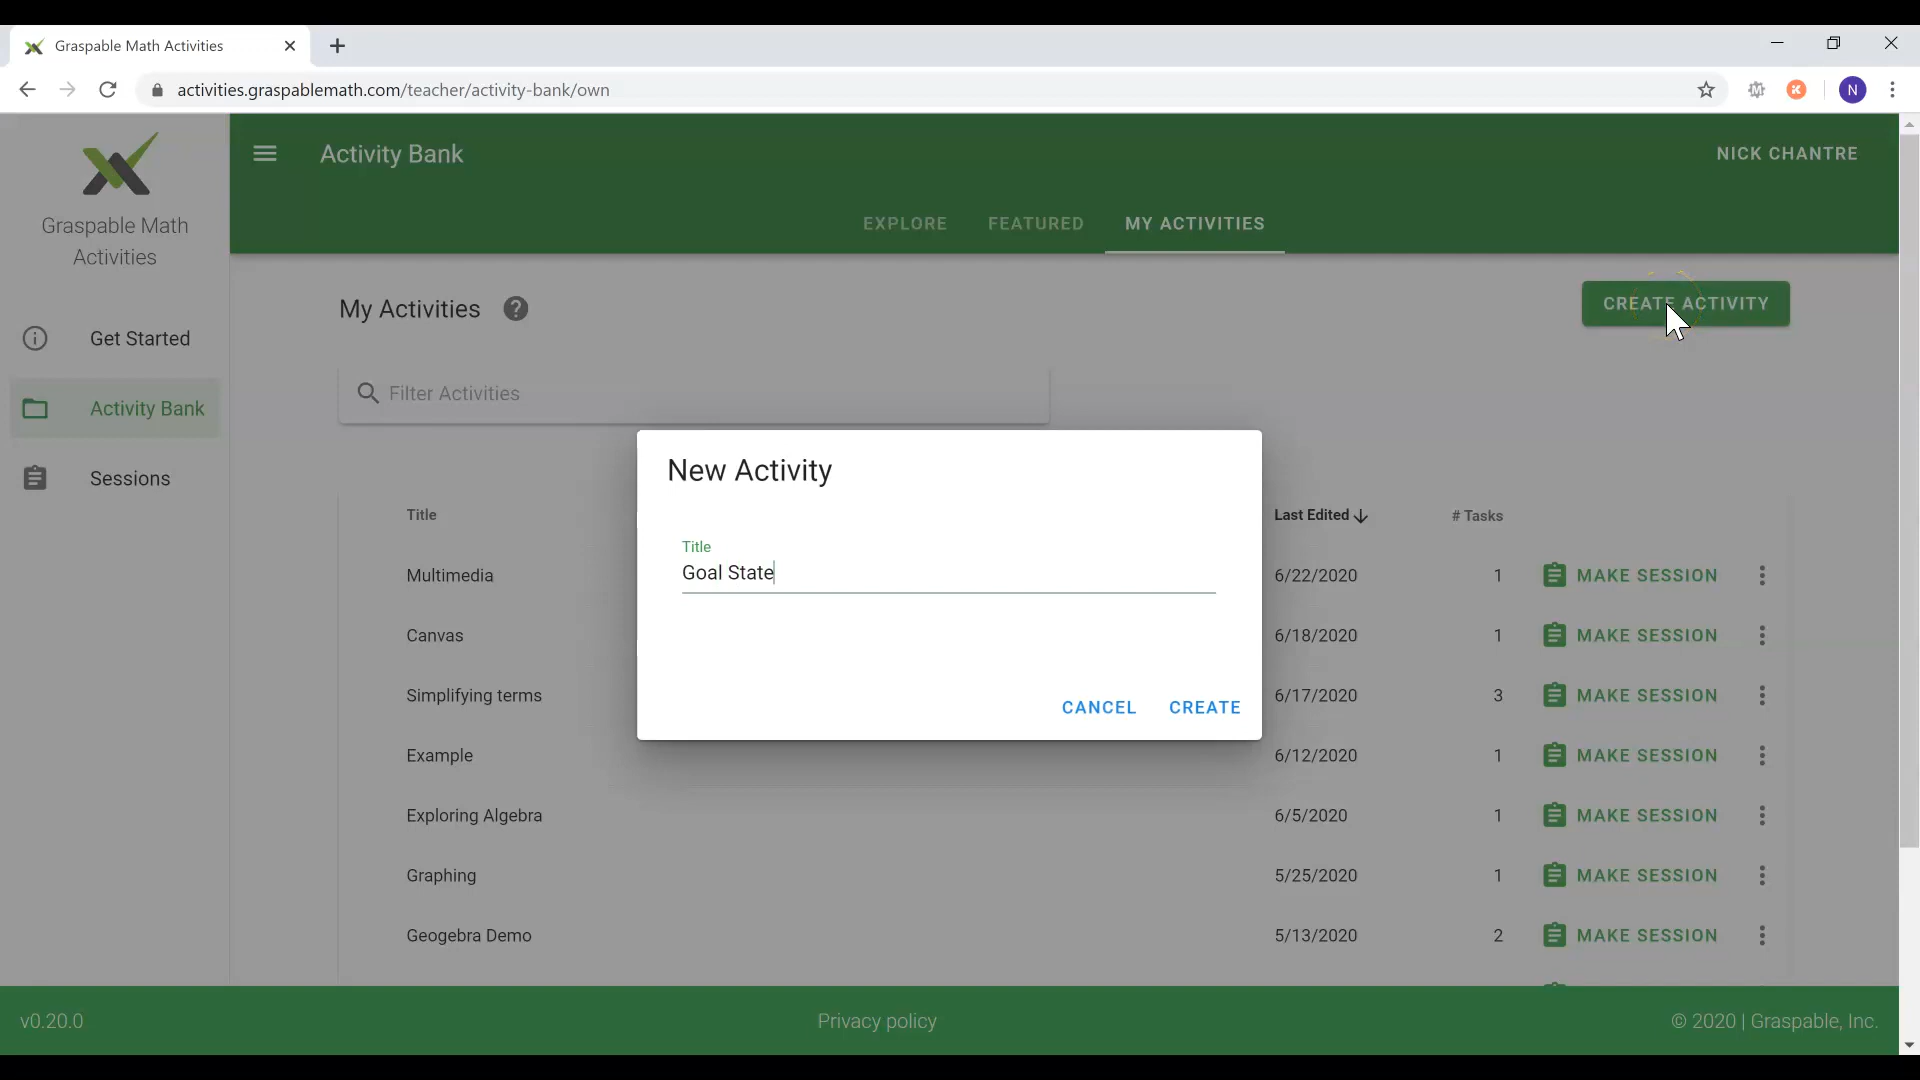 Graspable Math Activities
activities.graspablemath.com/teacher/activity-bank/own
N
Graspable Math
Activities
Activity Bank
NICK CHANTRE
EXPLORE
FEATURED
MY ACTIVITIES
Get Started
Activity Bank
Sessions
My Activities
CREATE ACTIVITY
Filter Activities
New Activity
Title
Goal State
CANCEL
CREATE
Title Last Edited # Tasks
Multimedia 6/22/2020 1 MAKE SESSION
Canvas 6/18/2020 1 MAKE SESSION
Simplifying terms 6/17/2020 3 MAKE SESSION
Example 6/12/2020 1 MAKE SESSION
Exploring Algebra 6/5/2020 1 MAKE SESSION
Graphing 5/25/2020 1 MAKE SESSION
Geogebra Demo 5/13/2020 2 MAKE SESSION
v0.20.0
Privacy policy
© 2020 | Graspable, Inc.